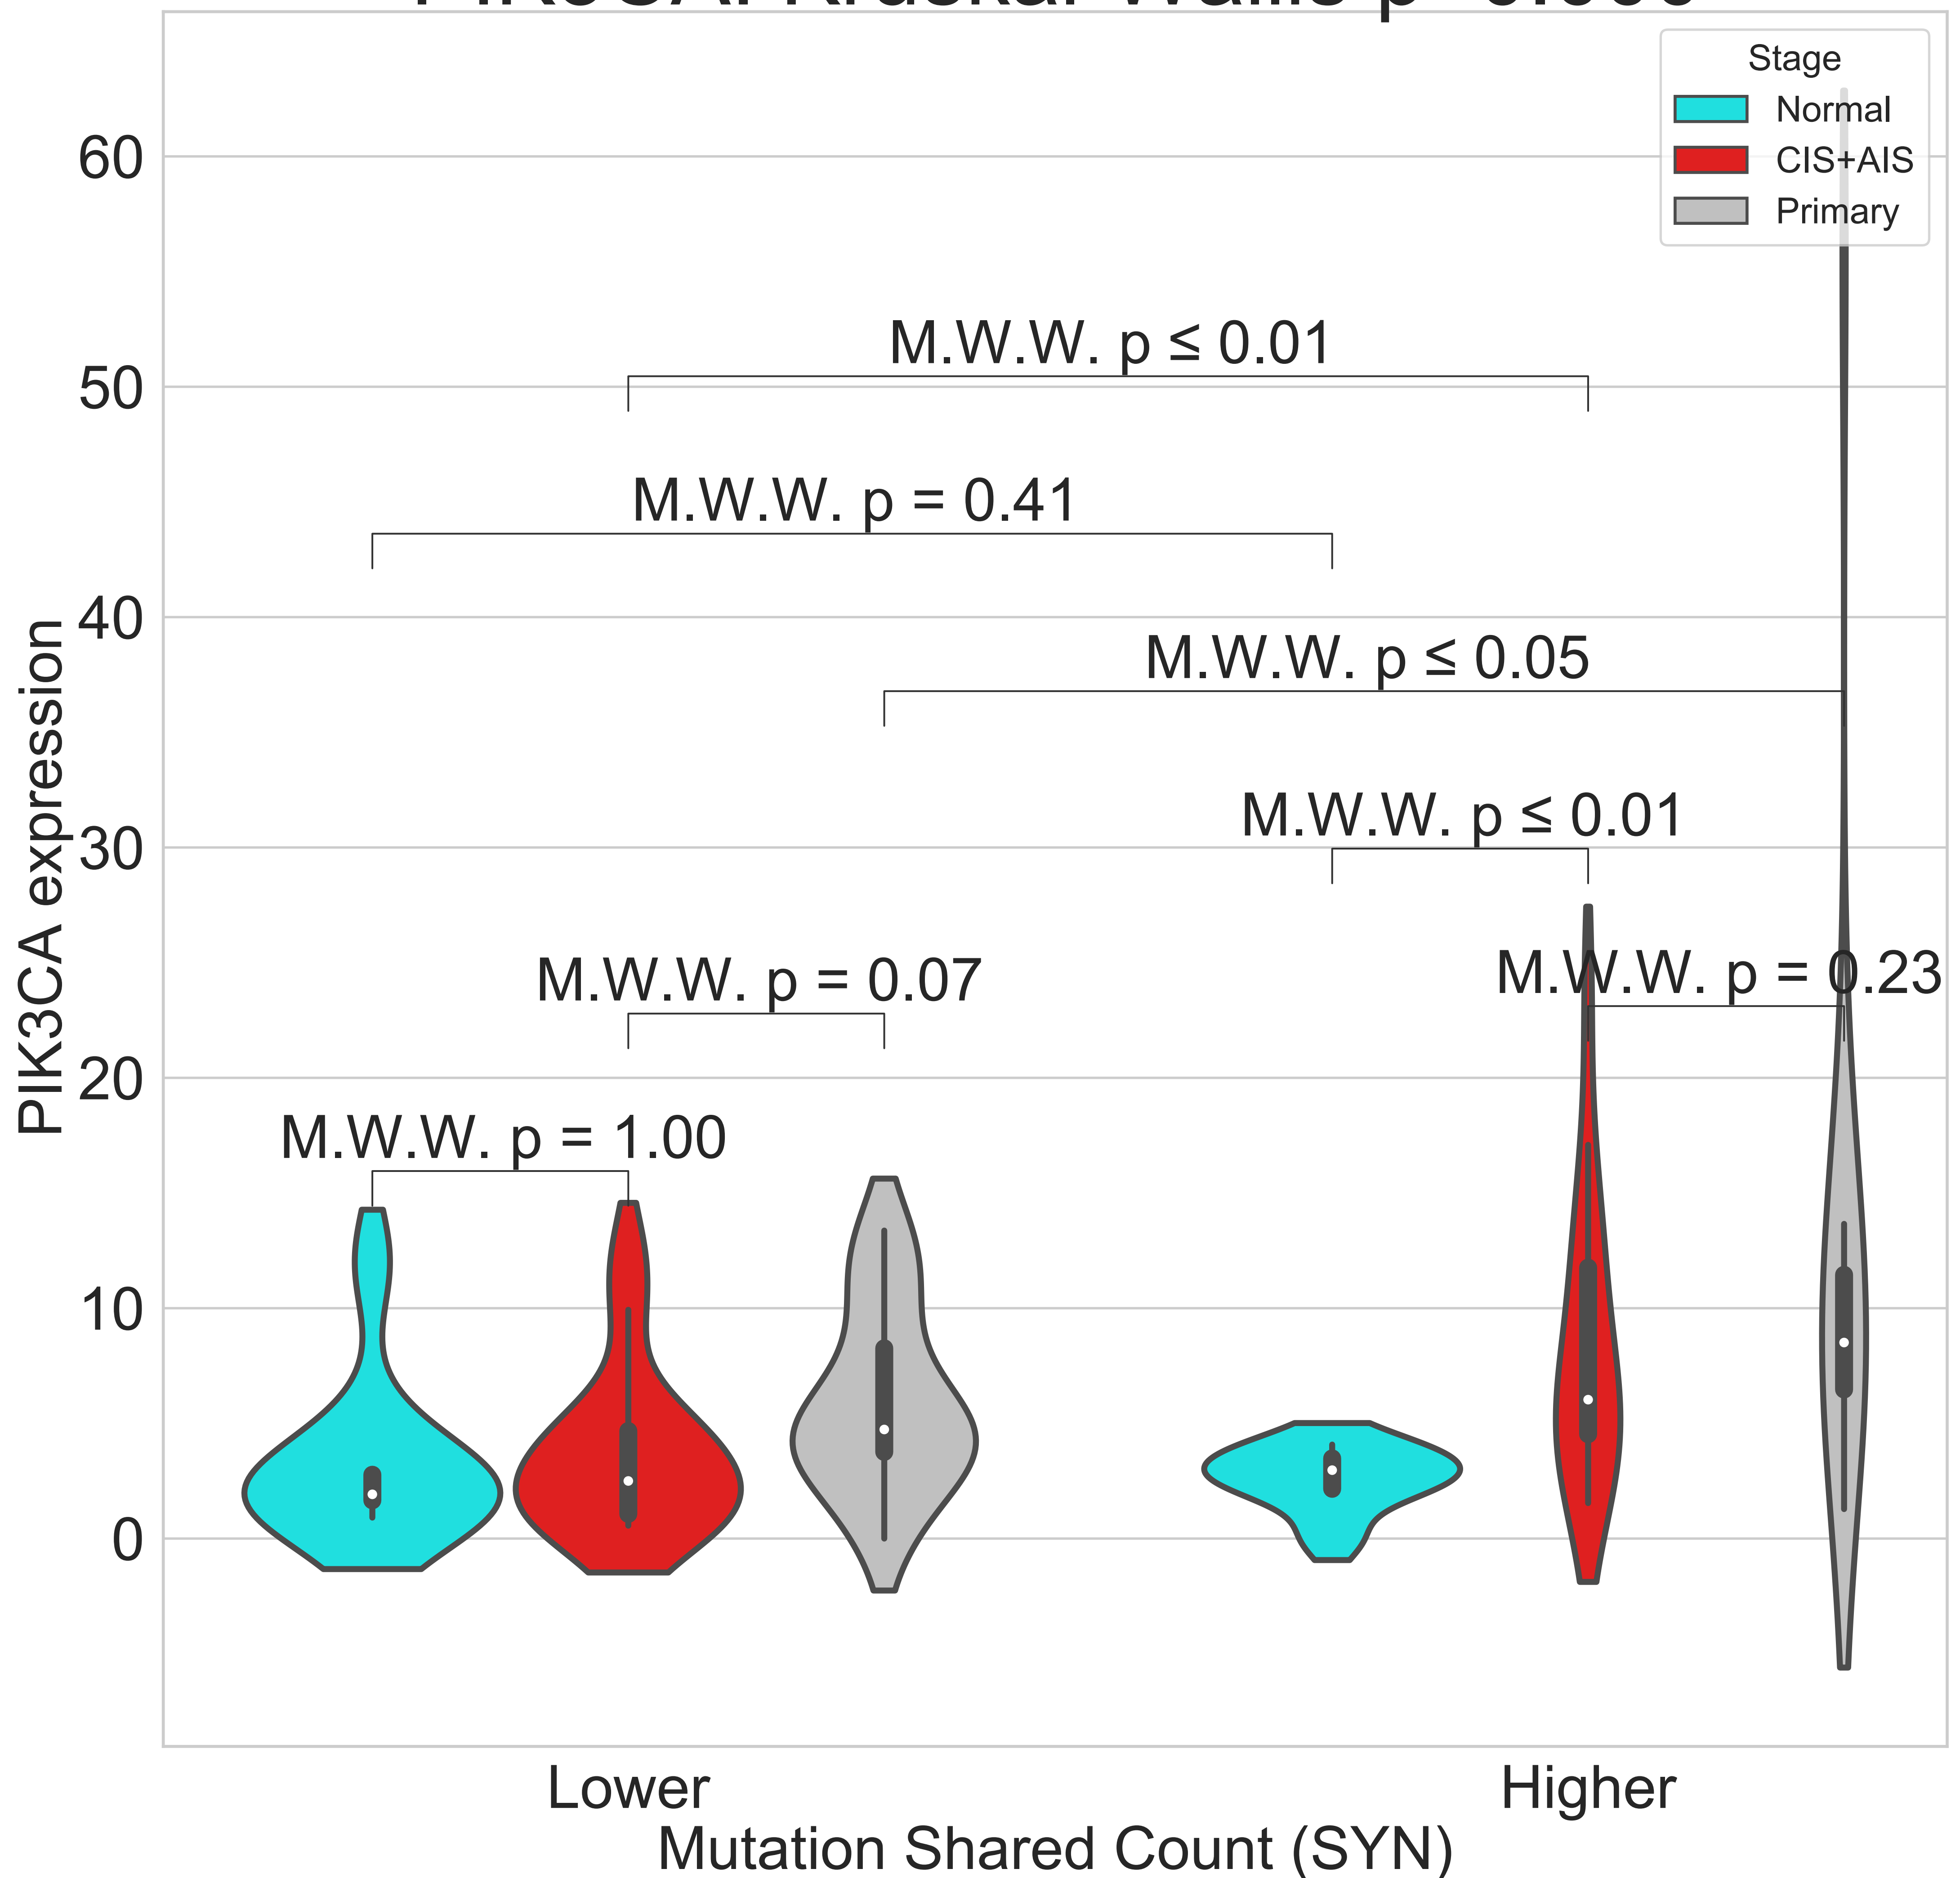 Stage
Normal
CIS+AIS
Primary
60
50
40
30
20
10
0
PIK3CA expression
M.W.W. p ≤ 0.01
M.W.W. p = 0.41
M.W.W. p ≤ 0.05
M.W.W. p ≤ 0.01
M.W.W. p = 0.07
M.W.W. p = 0.23
M.W.W. p = 1.00
Lower
Higher
Mutation Shared Count (SYN)